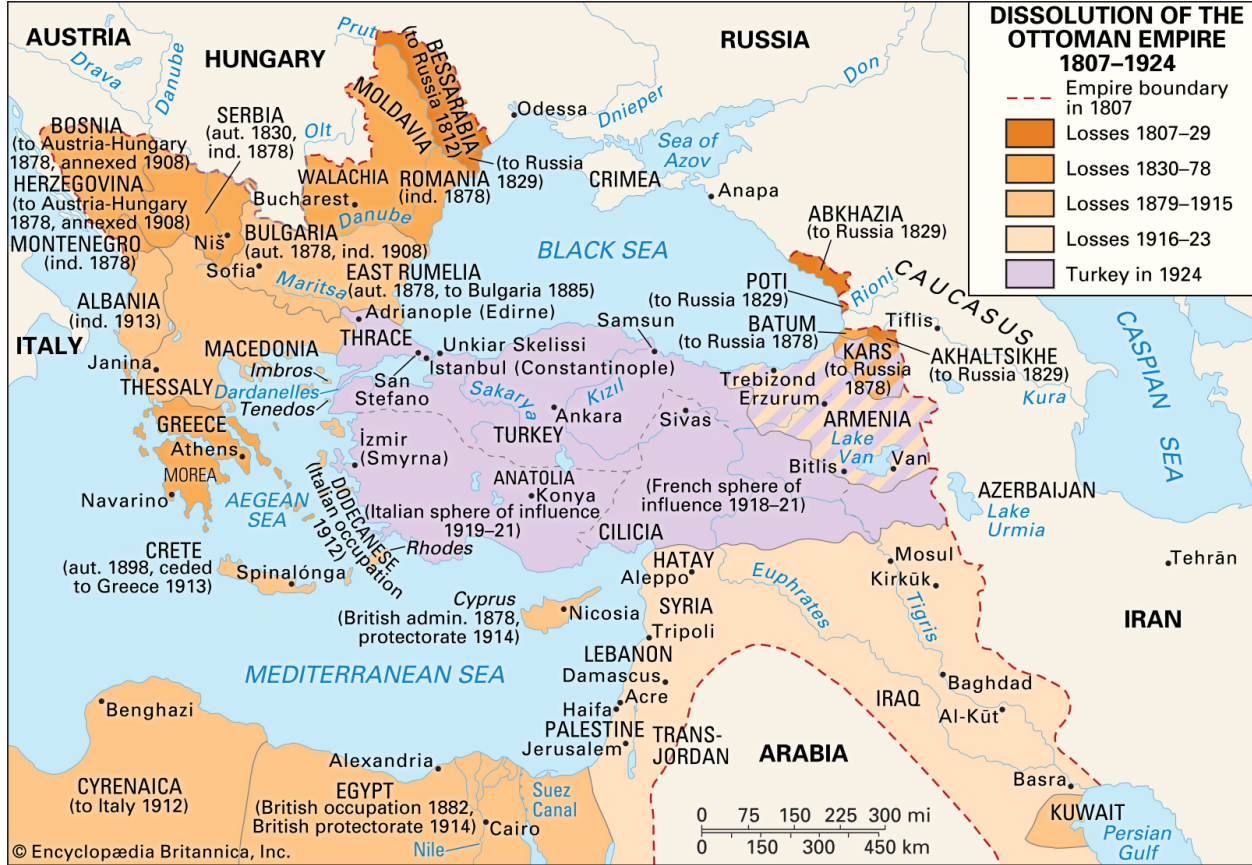 DISSOLUTION OF THE
OTTOMAN EMPIRE
1807–1924
Empire boundary
in 1807
Losses 1807–29
Losses 1830–78
Losses 1879–1915
Losses 1916–23
Turkey in 1924
AUSTRIA
Drava
Danube
HUNGARY
Prut
BESSARABIA
(to Russia
1812)
MOLDAVIA
RUSSIA
Don
Dnieper
Odessa
Sea of
Azov
(to Russia
1829)
CRIMEA
Anapa
BOSNIA
(to Austria-Hungary
1878, annexed 1908)
HERZEGOVINA
(to Austria-Hungary
1878, annexed 1908)
MONTENEGRO
(ind. 1878)
SERBIA
(aut. 1830,
ind. 1878)
Olt
WALACHIA
Bucharest
Danube
ROMANIA
(ind. 1878)
Niš
BULGARIA
(aut. 1878, ind. 1908)
Sofia
Maritsa
EAST RUMELIA
(aut. 1878, to Bulgaria 1885)
BLACK SEA
ABKHAZIA
(to Russia 1829)
POTI
(to Russia 1829)
Rioni
CAUCASUS
BATUM
(to Russia 1878)
Tiflis
KARS
(to Russia
1878)
AKHALTSIKHE
(to Russia 1829)
Kura
CASPIAN
SEA
ALBANIA
(ind. 1913)
ITALY
Janina
THESSALY
MACEDONIA
Imbros
Dardanelles
Tenedos
Adrianople (Edirne)
THRACE
Unkiar Skelissi
Istanbul (Constantinople)
San
Stefano
Samsun
Sakarya
Kızıl
Ankara
TURKEY
Sivas
Trebizond
Erzurum
ARMENIA
Lake
Van
Bitlis
Van
GREECE
Athens
MOREA
Navarino
AEGEAN
SEA
İzmir
(Smyrna)
ANATOLIA
Konya
(Italian sphere of influence
1919–21)
(French sphere of
influence 1918–21)
CILICIA
DODECANESE
(Italian occupation
1912)
Rhodes
AZERBAIJAN
Lake
Urmia
Tehrān
IRAN
CRETE
(aut. 1898, ceded
to Greece 1913)
Spinalónga
Cyprus
(British admin. 1878,
protectorate 1914)
Nicosia
HATAY
Aleppo
SYRIA
Tripoli
LEBANON
Damascus
Acre
Haifa
PALESTINE
Jerusalem
TRANS-
JORDAN
Euphrates
Mosul
Kirkūk
Tigris
Baghdad
IRAQ
Al-Kūt
ARABIA
Basra
KUWAIT
Persian
Gulf
MEDITERRANEAN SEA
Benghazi
CYRENAICA
(to Italy 1912)
Alexandria
EGYPT
(British occupation 1882,
British protectorate 1914)
Suez
Canal
Cairo
Nile
0 75 150 225 300 mi
0 150 300 450 km
© Encyclopædia Britannica, Inc.